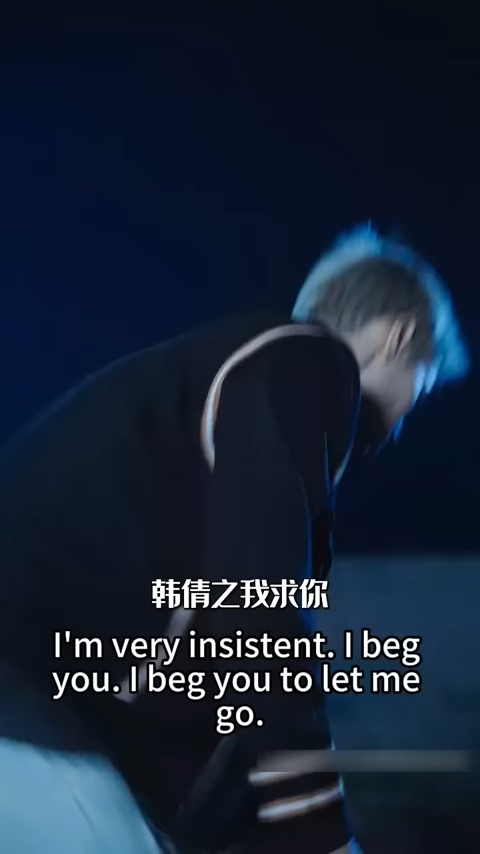 韩倩之我求你
I'm very insistent. I beg
you. I beg you to let me
go.